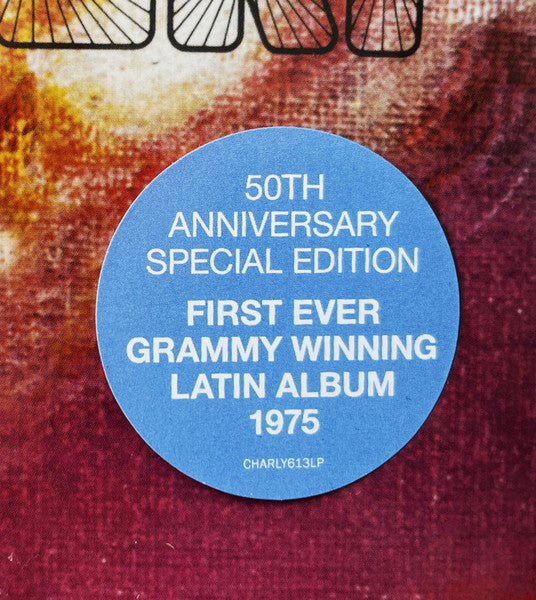 50TH
ANNIVERSARY
SPECIAL EDITION
FIRST EVER
GRAMMY WINNING
LATIN ALBUM
1975
CHARLY613LP